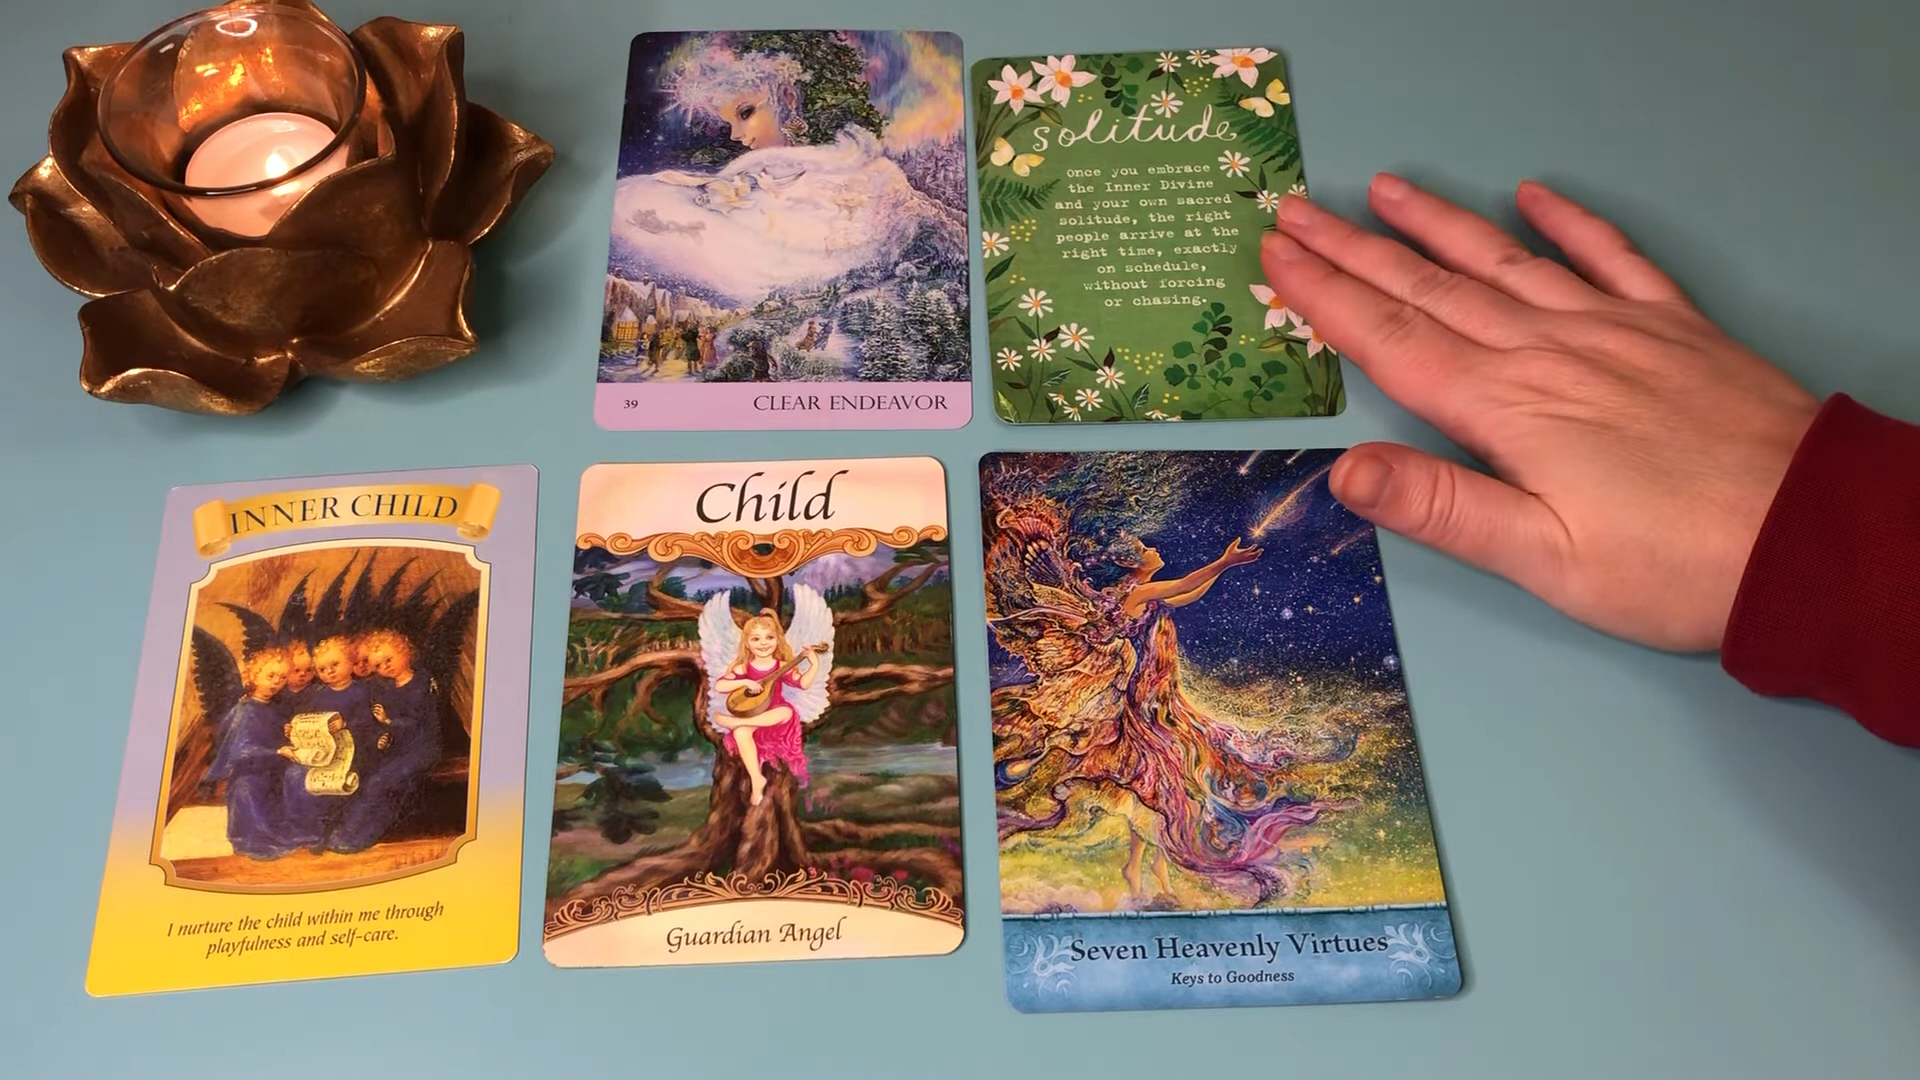 39 CLEAR ENDEAVOR
solitude
Once you embrace
the Inner Divine
and your own sacred
solitude, the right
people arrive at the
right time, exactly
on schedule,
without forcing
or chasing.
INNER CHILD
I nurture the child within me through
playfulness and self-care.
Child
Guardian Angel
Seven Heavenly Virtues
Keys to Goodness